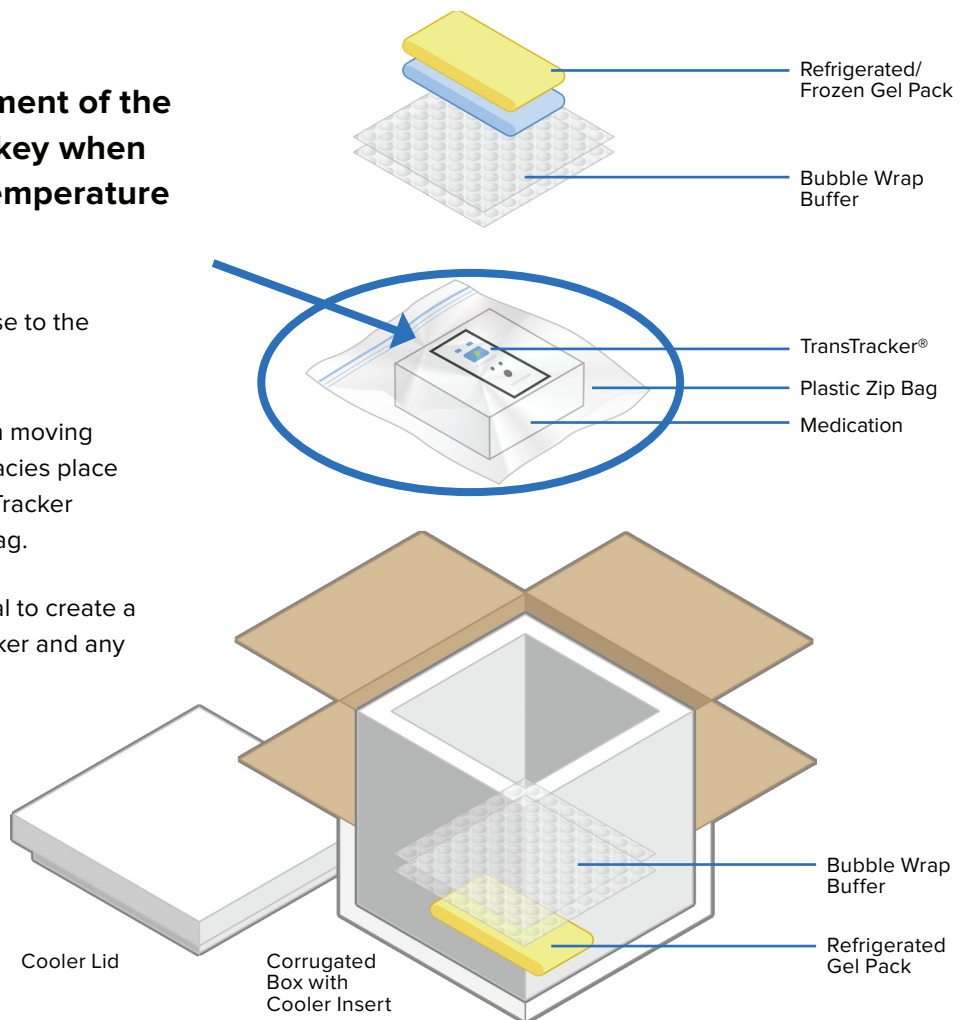 ment of the
key when
emperature
se to the
n moving
acies place
Tracker
ag.
al to create a
ker and any
Refrigerated/
Frozen Gel Pack
Bubble Wrap
Buffer
TransTracker®
Plastic Zip Bag
Medication
Bubble Wrap
Buffer
Refrigerated
Gel Pack
Cooler Lid
Corrugated
Box with
Cooler Insert